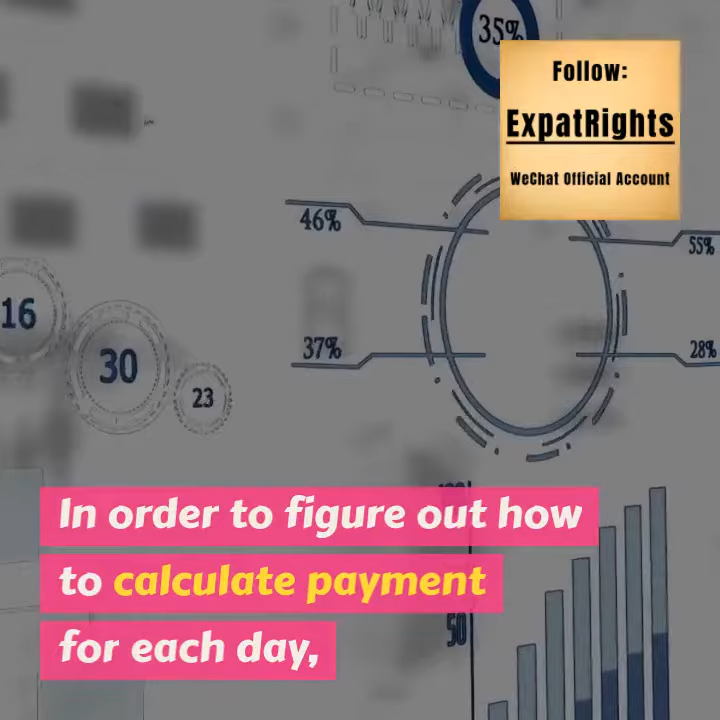 35%
Follow:
ExpatRights
WeChat Official Account
46%
55%
16
30
23
37%
28%
In order to figure out how
to calculate payment
for each day,
50